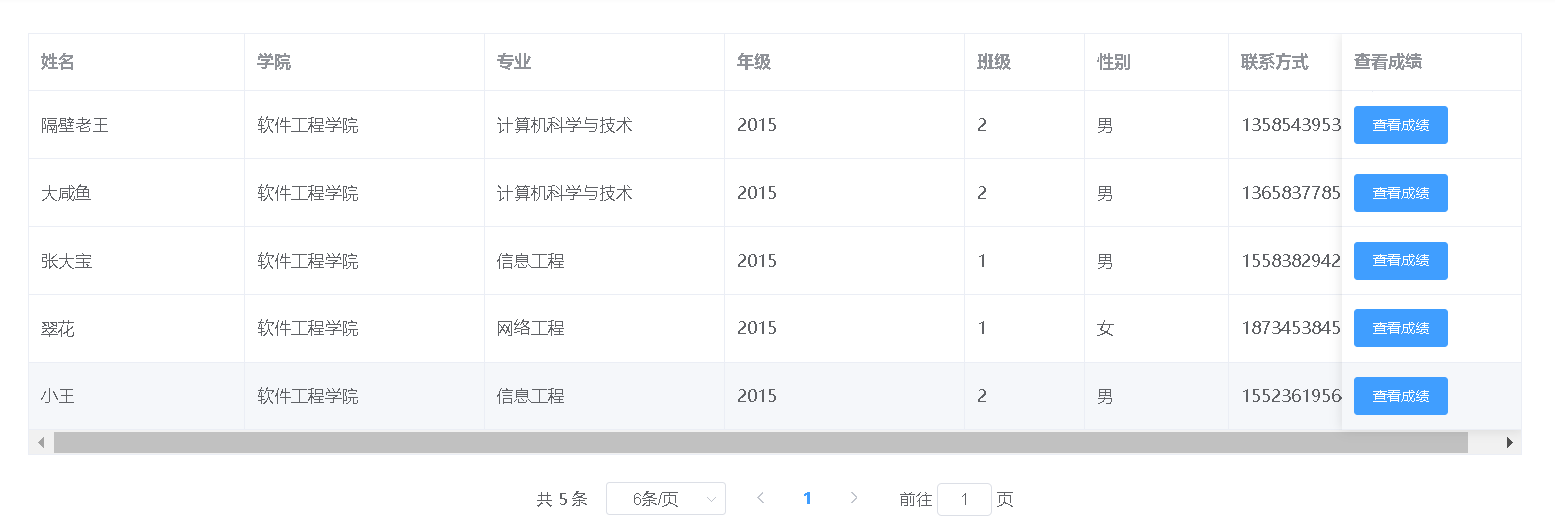 姓名 学院 专业 年级 班级 性别 联系方式 查看成绩
隔壁老王 软件工程学院 计算机科学与技术 2015 2 男 1358543953 查看成绩
大咸鱼 软件工程学院 计算机科学与技术 2015 2 男 1365837785 查看成绩
张大宝 软件工程学院 信息工程 2015 1 男 1558382942 查看成绩
翠花 软件工程学院 网络工程 2015 1 女 1873453845 查看成绩
小王 软件工程学院 信息工程 2015 2 男 1552361956 查看成绩
共 5 条 6条/页 1 前往 1 页